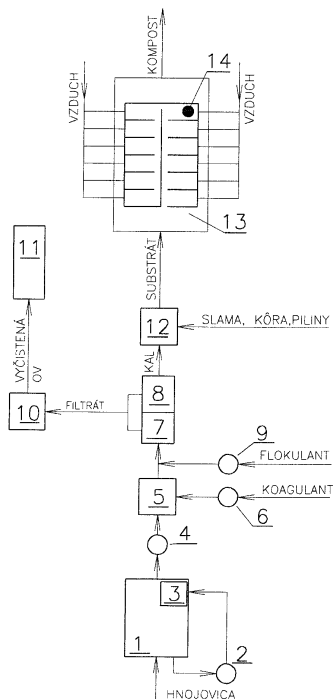 KOMPOST
14
VZDUCH
VZDUCH
13
11
SUBSTRÁT
VYČISTENÁ
OV
12
SLAMA, KÔRA,PILINY
KAL
8
10
FILTRÁT
7
9
FLOKULANT
5
KOAGULANT
6
4
3
1
2
HNOJOVICA